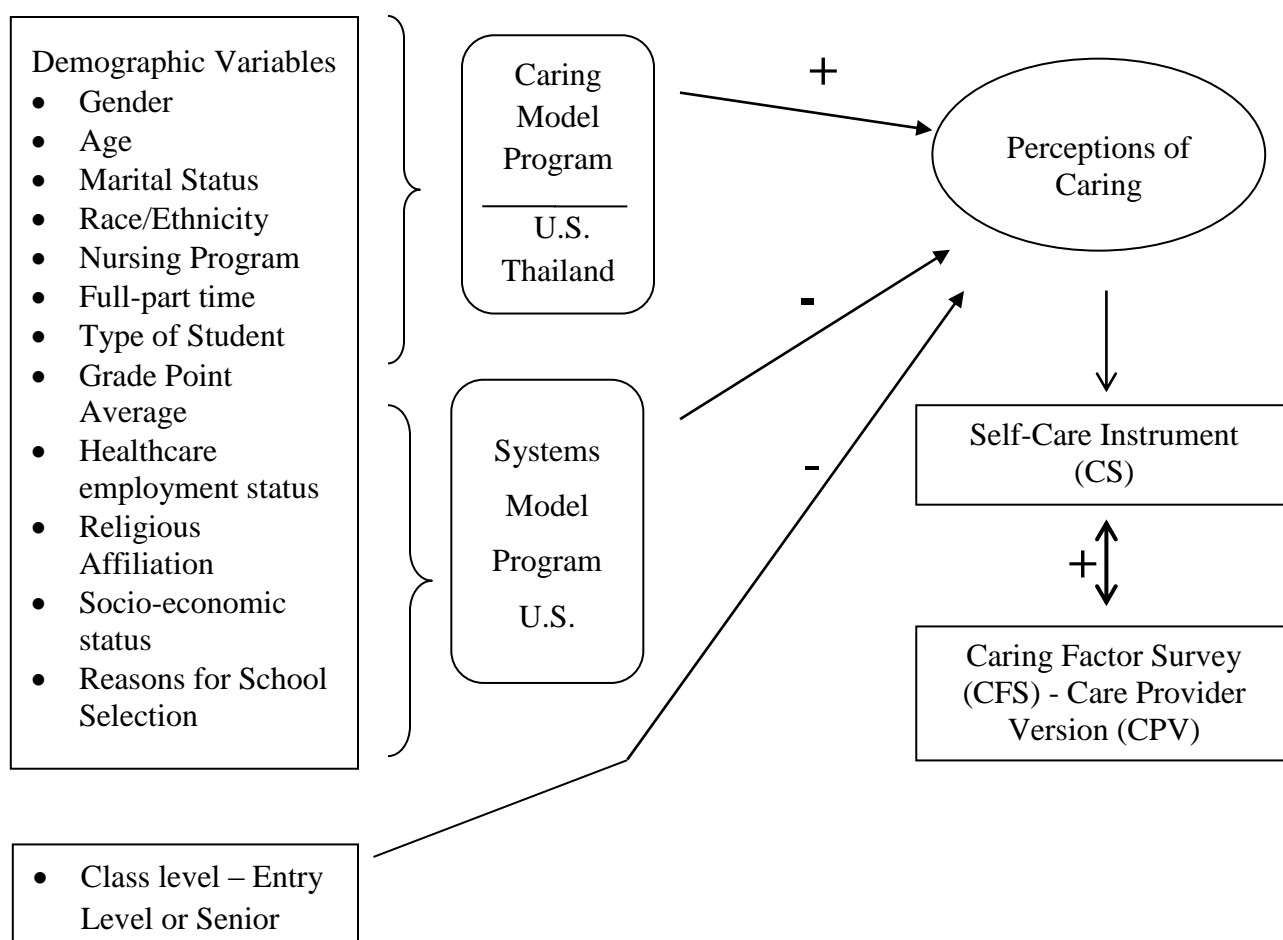 Demographic Variables
• Gender
• Age
• Marital Status
• Race/Ethnicity
• Nursing Program
• Full-part time
• Type of Student
• Grade Point
Average
• Healthcare
employment status
• Religious
Affiliation
• Socio-economic
status
• Reasons for School
Selection
• Class level – Entry
Level or Senior
Caring
Model
Program
U.S.
Thailand
Systems
Model
Program
U.S.
+
-
-
Perceptions of
Caring
Self-Care Instrument
(CS)
+
Caring Factor Survey
(CFS) - Care Provider
Version (CPV)